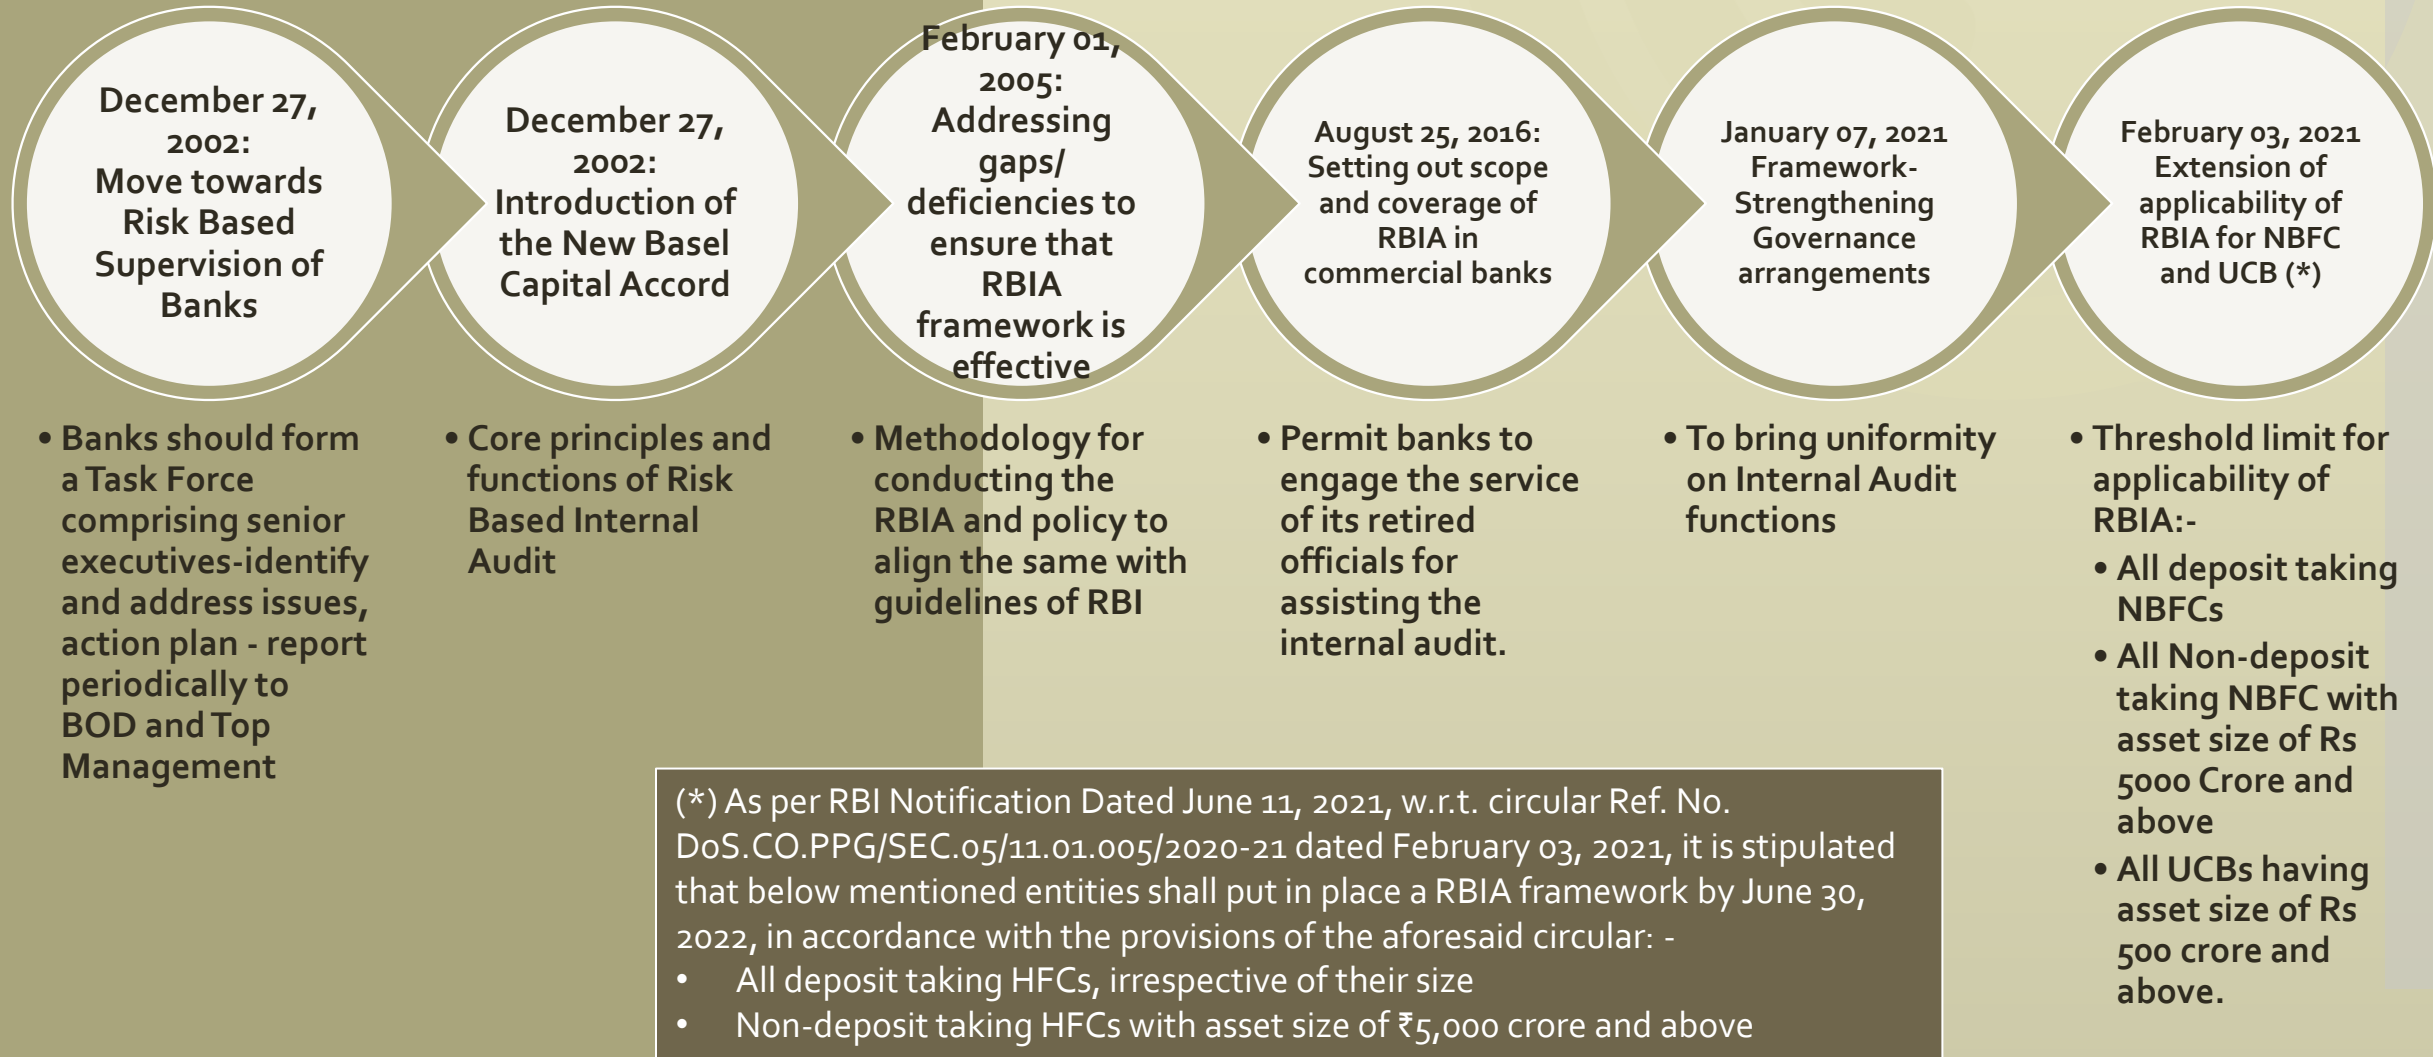 December 27,
2002:
Move towards
Risk Based
Supervision of
Banks
• Banks should form
a Task Force
comprising senior
executives-identify
and address issues,
action plan - report
periodically to
BOD and Top
Management
December 27,
2002:
Introduction of
the New Basel
Capital Accord
• Core principles and
functions of Risk
Based Internal
Audit
February 01,
2005:
Addressing
gaps/
deficiencies to
ensure that
RBIA
framework is
effective
• Methodology for
conducting the
RBIA and policy to
align the same with
guidelines of RBI
August 25, 2016:
Setting out scope
and coverage of
RBIA in
commercial banks
• Permit banks to
engage the service
of its retired
officials for
assisting the
internal audit.
January 07, 2021
Framework-
Strengthening
Governance
arrangements
• To bring uniformity
on Internal Audit
functions
February 03, 2021
Extension of
applicability of
RBIA for NBFC
and UCB (*)
• Threshold limit for
applicability of
RBIA:-
• All deposit taking
NBFCs
• All Non-deposit
taking NBFC with
asset size of Rs
5000 Crore and
above
• All UCBs having
asset size of Rs
500 crore and
above.
(*) As per RBI Notification Dated June 11, 2021, w.r.t. circular Ref. No.
DoS.CO.PPG/SEC.05/11.01.005/2020-21 dated February 03, 2021, it is stipulated
that below mentioned entities shall put in place a RBIA framework by June 30,
2022, in accordance with the provisions of the aforesaid circular: -
• All deposit taking HFCs, irrespective of their size
• Non-deposit taking HFCs with asset size of ₹5,000 crore and above